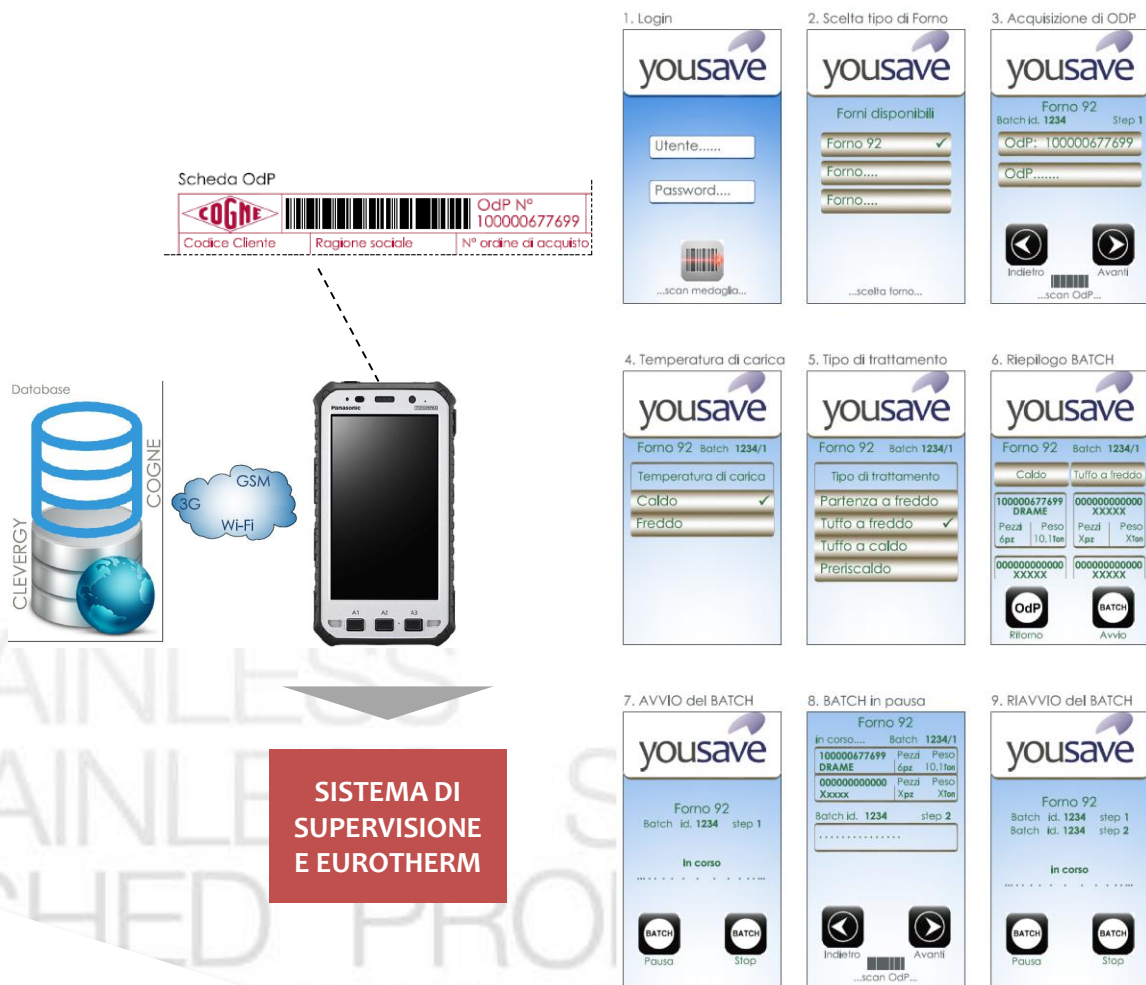 1. Login
yousave
Utente......
Password....
...scan medaglia...
2. Scelta tipo di Forno
yousave
Forni disponibili
Forno 92 ✓
Forno....
Forno....
...scelta forno...
3. Acquisizione di ODP
yousave
Forno 92
Batch id. 1234 Step 1
OdP: 100000677699
OdP.......
Indietro Avanti
...scan OdP...
Scheda OdP
COGNE
OdP N°
100000677699
Codice Cliente Ragione sociale N° ordine di acquisto
Database
CLEVERGY
COGNE
3G
GSM
Wi-Fi
Panasonic
A1 A2 A3
SISTEMA DI
SUPERVISIONE
E EUROTHERM
4. Temperatura di carica
yousave
Forno 92 Batch 1234/1
Temperatura di carica
Caldo ✓
Freddo
5. Tipo di trattamento
yousave
Forno 92 Batch 1234/1
Tipo di trattamento
Partenza a freddo
Tuffo a freddo ✓
Tuffo a caldo
Preriscaldo
6. Riepilogo BATCH
yousave
Forno 92 Batch 1234/1
Caldo Tuffo a freddo
100000677699 000000000000
DRAME XXXXX
Pezzi Peso Pezzi Peso
6pz 10,1Ton Xpz XTon
000000000000 000000000000
XXXXX XXXXX
OdP BATCH
Ritorno Avvio
7. AVVIO del BATCH
yousave
Forno 92
Batch id. 1234 step 1
In corso
BATCH BATCH
Pausa Stop
8. BATCH in pausa
Forno 92
in corso.... Batch 1234/1
100000677699 Pezzi Peso
DRAME 6pz 10,1Ton
000000000000 Pezzi Peso
Xxxxx Xpz XTon
Batch id. 1234 step 2
...............
Indietro Avanti
...scan OdP...
9. RIAVVIO del BATCH
yousave
Forno 92
Batch id. 1234 step 1
Batch id. 1234 step 2
in corso
BATCH BATCH
Pausa Stop
AINLESS
AINLE S
CHED PRO